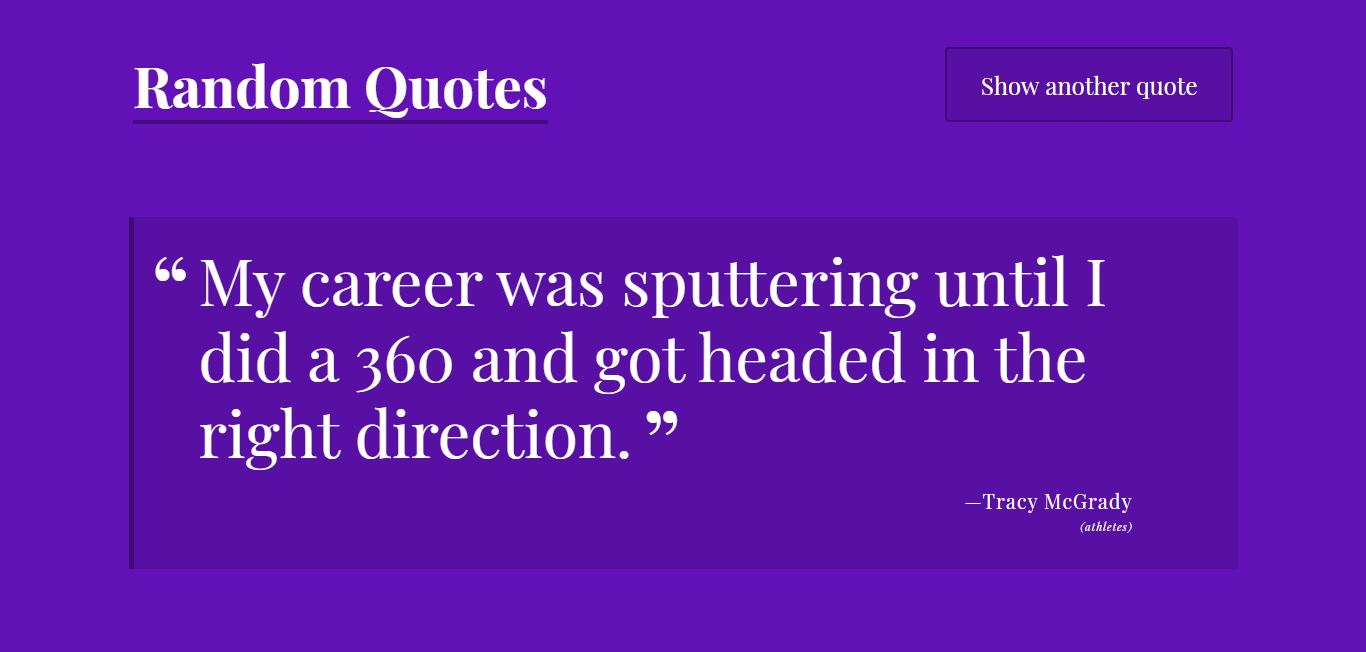 Random Quotes
Show another quote
“ My career was sputtering until I
did a 360 and got headed in the
right direction. ”
—Tracy McGrady
(athletes)